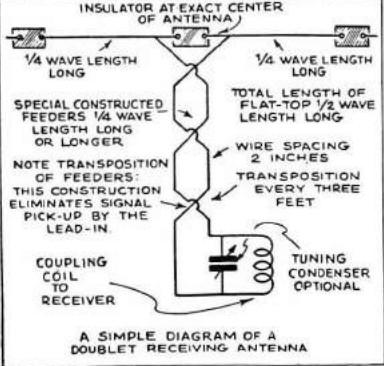 INSULATOR AT EXACT CENTER
OF ANTENNA
1/4 WAVE LENGTH
LONG
1/4 WAVE LENGTH
LONG
SPECIAL CONSTRUCTED
FEEDERS 1/4 WAVE
LENGTH LONG
OR LONGER
TOTAL LENGTH OF
FLAT-TOP 1/2 WAVE
LENGTH LONG
NOTE TRANSPOSITION
OF FEEDERS:
THIS CONSTRUCTION
ELIMINATES SIGNAL
PICK-UP BY THE
LEAD-IN.
WIRE SPACING
2 INCHES
TRANSPOSITION
EVERY THREE
FEET
COUPLING
COIL
TO
RECEIVER
TUNING
CONDENSER
OPTIONAL
A SIMPLE DIAGRAM OF A
DOUBLET RECEIVING ANTENNA